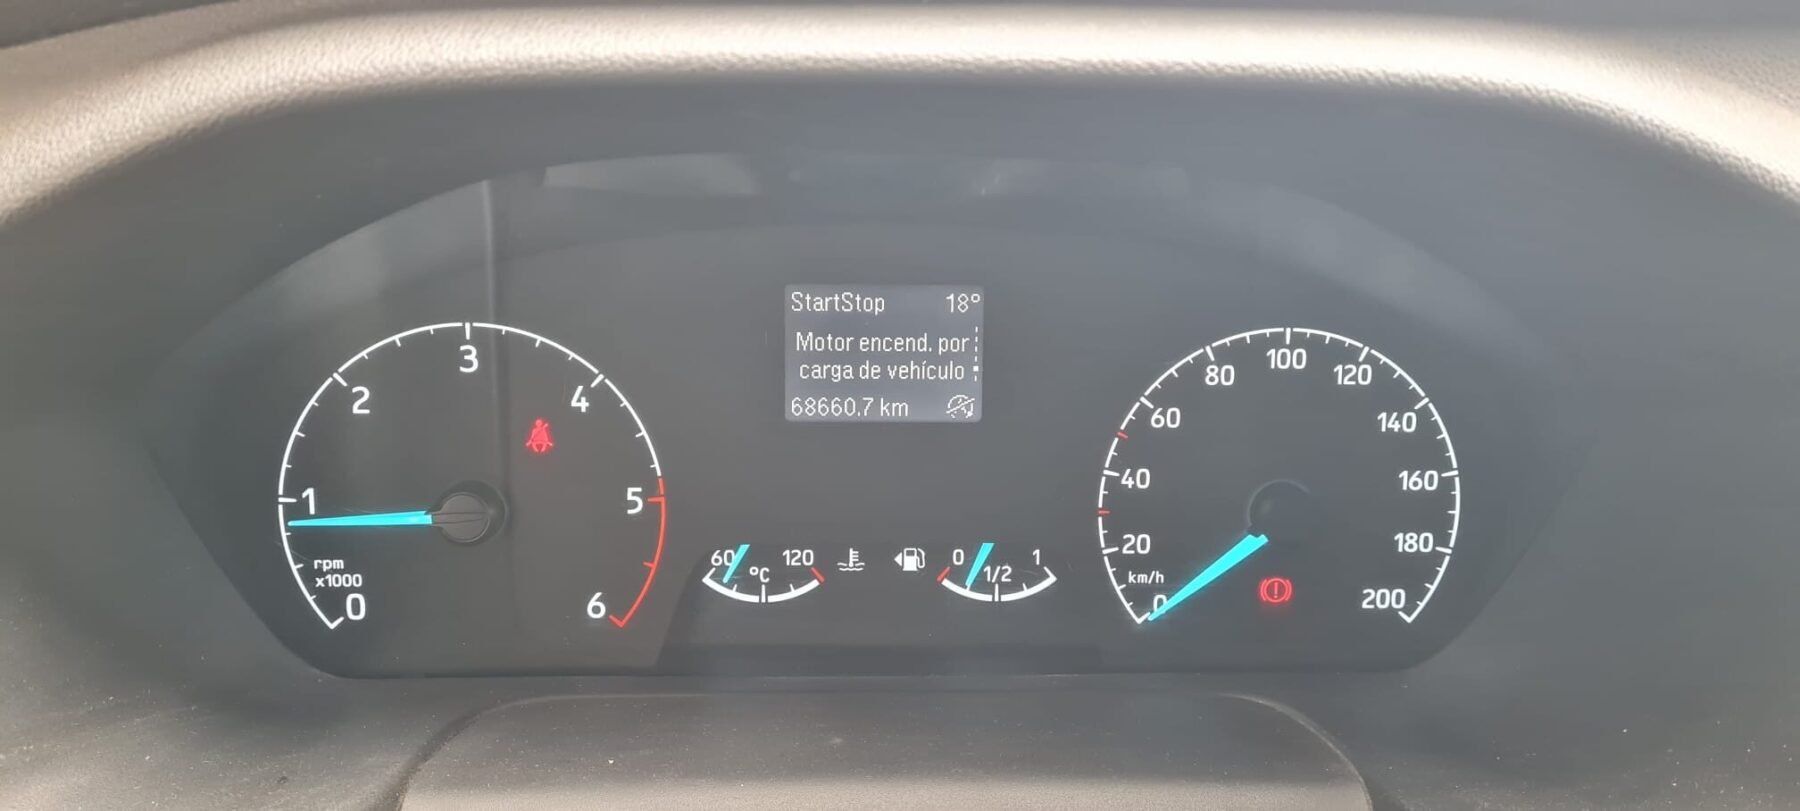 StartStop 18°
Motor encend. por
carga de vehículo
68660.7 km
0
1
2
3
4
5
6
rpm
x1000
60 120
°C
0 1/2 1
0
20
40
60
80
100
120
140
160
180
200
km/h